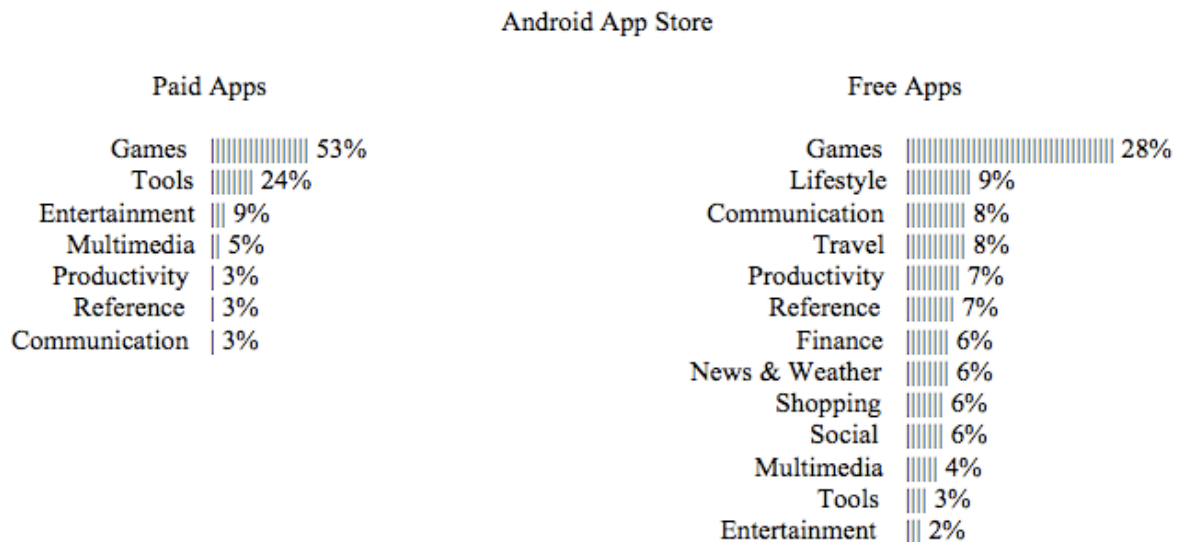 Android App Store
Paid Apps
Games 53%
Tools 24%
Entertainment 9%
Multimedia 5%
Productivity 3%
Reference 3%
Communication 3%
Free Apps
Games 28%
Lifestyle 9%
Communication 8%
Travel 8%
Productivity 7%
Reference 7%
Finance 6%
News & Weather 6%
Shopping 6%
Social 6%
Multimedia 4%
Tools 3%
Entertainment 2%